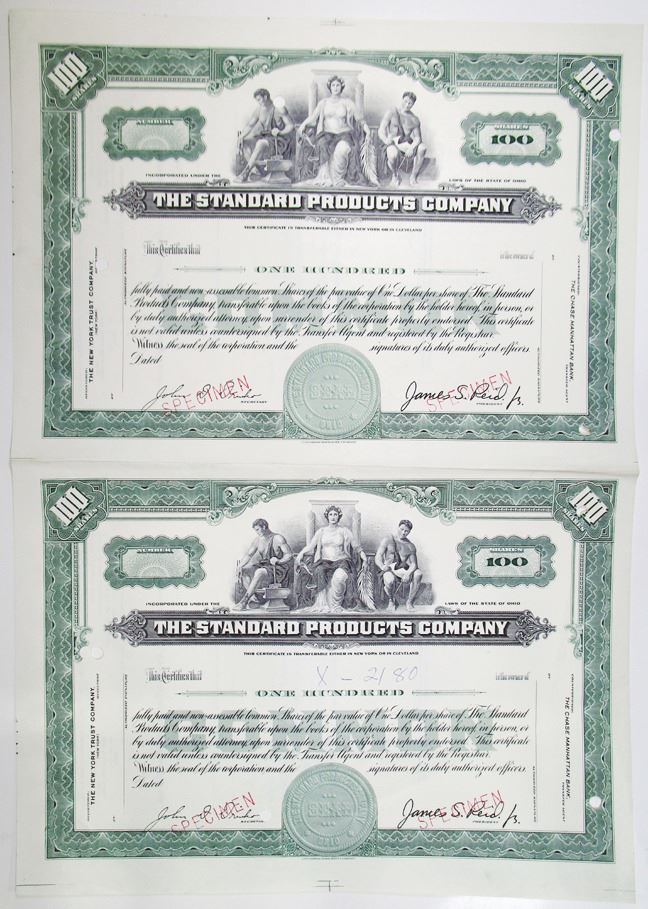 100
SHARES
100
SHARES
NUMBER
SHARES
100
INCORPORATED UNDER THE
LAWS OF THE STATE OF OHIO
THE STANDARD PRODUCTS COMPANY
THIS CERTIFICATE IS TRANSFERABLE EITHER IN NEW YORK OR IN CLEVELAND
This Certifies that
is the owner of
ONE HUNDRED
fully paid and non-assessable Common Shares of the par value of One Dollar per share of The Standard
Products Company, transferable upon the books of the corporation by the holder hereof, in person, or
by duly authorized attorney, upon surrender of this certificate properly endorsed. This certificate
is not valid unless countersigned by the Transfer Agent and registered by the Registrar.
Witness the seal of the corporation and the signatures of its duly authorized officers.
Dated
THE NEW YORK TRUST COMPANY
THE CHASE MANHATTAN BANK,
TRANSFER AGENT
SEAL
OHIO
SPECIMEN
SECRETARY
James S. Reid, Jr.
SPECIMEN
PRESIDENT
100
SHARES
100
SHARES
NUMBER
SHARES
100
INCORPORATED UNDER THE
LAWS OF THE STATE OF OHIO
THE STANDARD PRODUCTS COMPANY
THIS CERTIFICATE IS TRANSFERABLE EITHER IN NEW YORK OR IN CLEVELAND
This Certifies that
X-2180
is the owner of
ONE HUNDRED
fully paid and non-assessable Common Shares of the par value of One Dollar per share of The Standard
Products Company, transferable upon the books of the corporation by the holder hereof, in person, or
by duly authorized attorney, upon surrender of this certificate properly endorsed. This certificate
is not valid unless countersigned by the Transfer Agent and registered by the Registrar.
Witness the seal of the corporation and the signatures of its duly authorized officers.
Dated
THE NEW YORK TRUST COMPANY
THE CHASE MANHATTAN BANK,
TRANSFER AGENT
SEAL
OHIO
SPECIMEN
SECRETARY
James S. Reid, Jr.
SPECIMEN
PRESIDENT